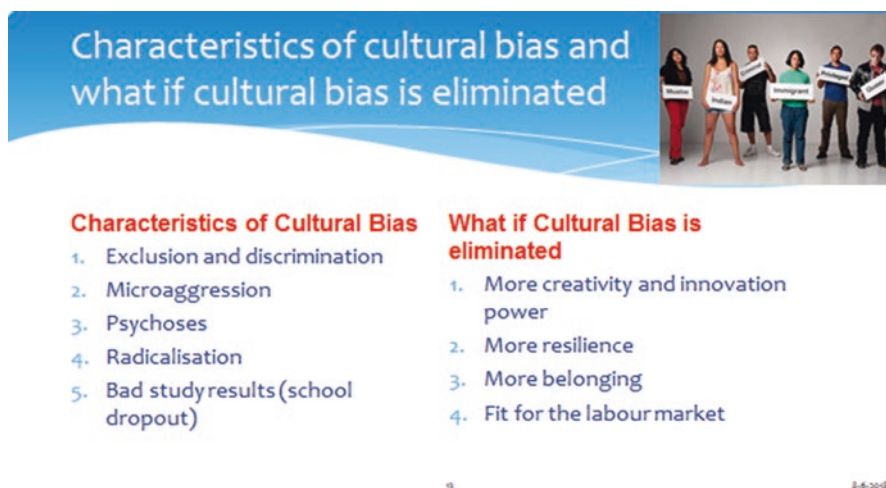 Characteristics of cultural bias and
what if cultural bias is eliminated
Muslim
Indian
Criminal
Immigrant
Privileged
Characteristics of Cultural Bias
1. Exclusion and discrimination
2. Microaggression
3. Psychoses
4. Radicalisation
5. Bad study results (school
dropout)
What if Cultural Bias is
eliminated
1. More creativity and innovation
power
2. More resilience
3. More belonging
4. Fit for the labour market